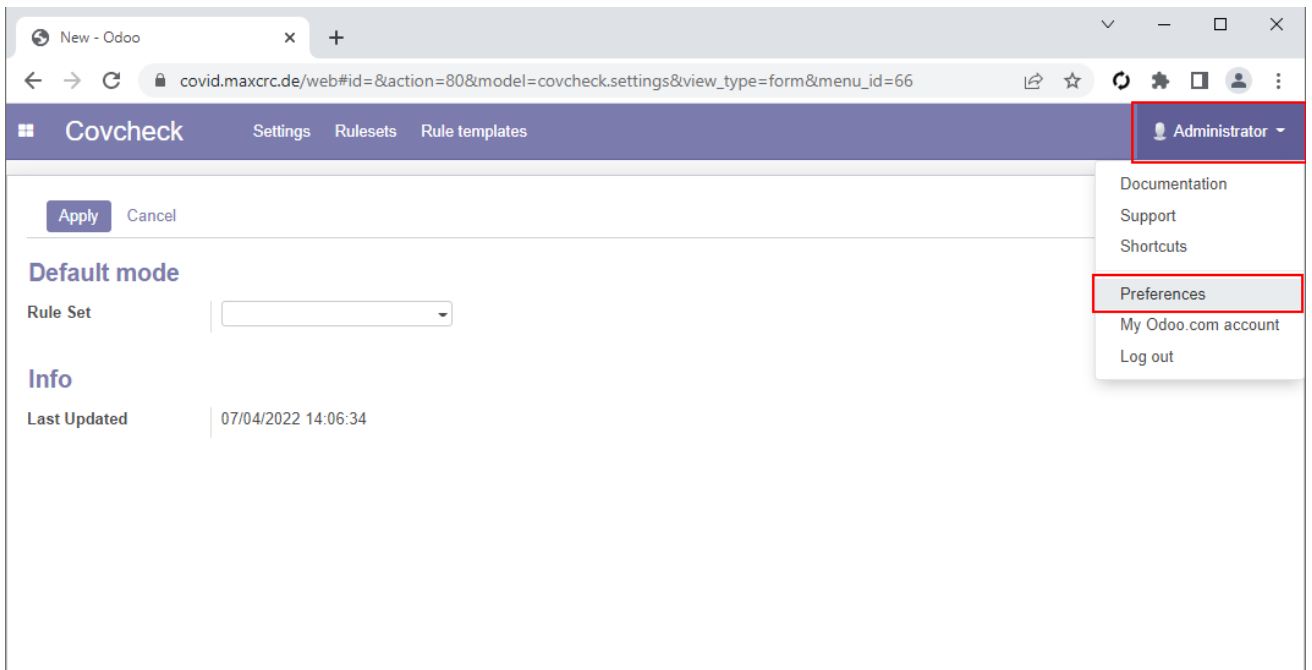 New - Odoo
covid.maxcrc.de/web#id=&action=80&model=covcheck.settings&view_type=form&menu_id=66
Covcheck Settings Rulesets Rule templates Administrator
Documentation
Support
Shortcuts
Preferences
My Odoo.com account
Log out
Apply Cancel
Default mode
Rule Set
Info
Last Updated 07/04/2022 14:06:34